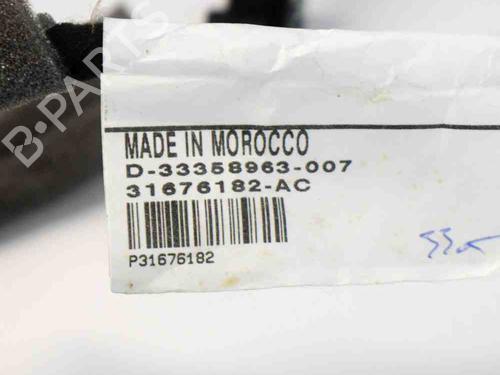 MADE IN MOROCCO
D-33358963-007
31676182-AC
P31676182
B-PARTS